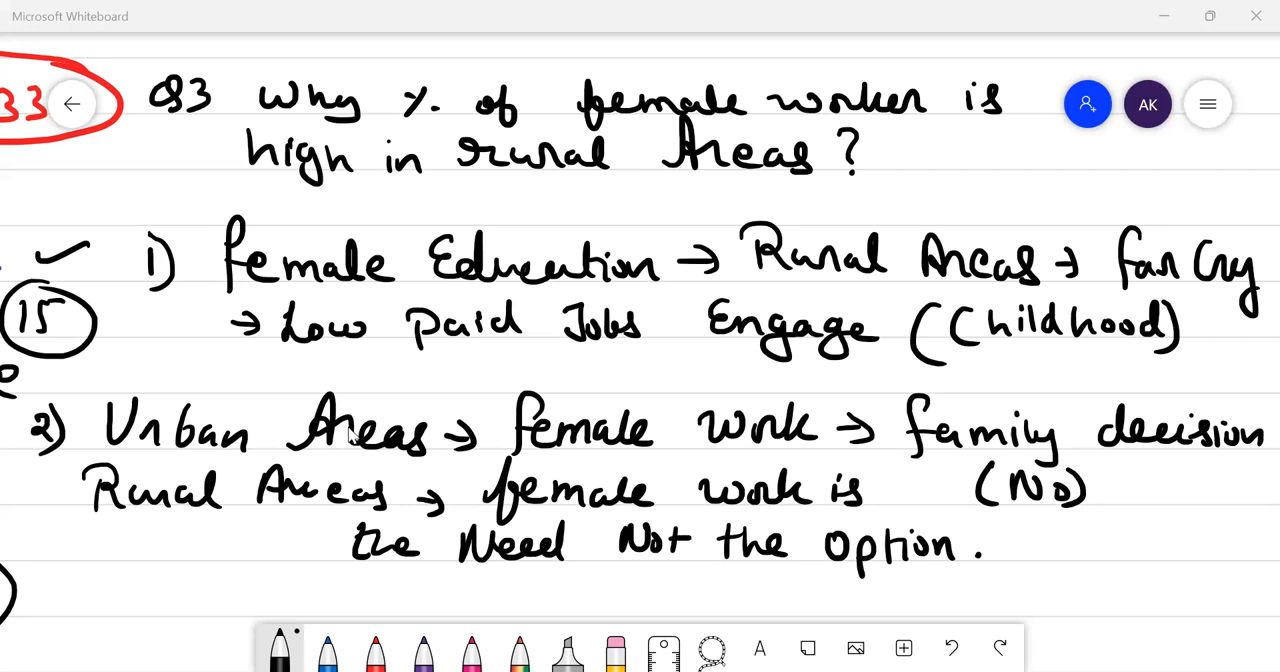 Microsoft Whiteboard
33
Q3 Why % of female worker is
AK
high in rural Areas?
1) female Education → Rural Areas → far Cry
15
→ Low paid Jobs Engage (Childhood)
2) Urban Areas → female work → family decision
Rural Areas → female work is (No)
the Need Not the option.
A